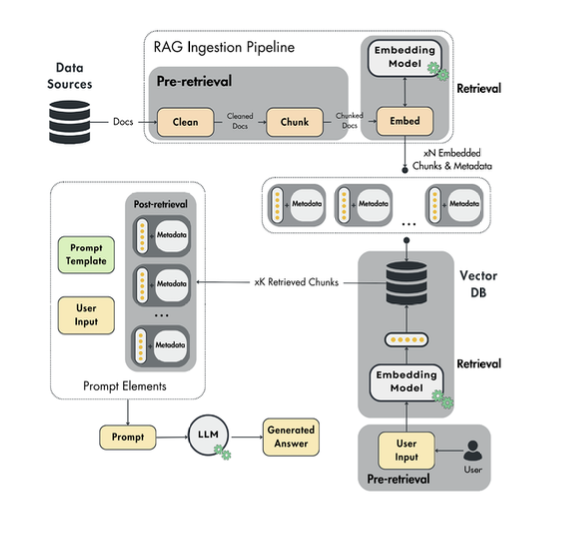 RAG Ingestion Pipeline
Data
Sources
Docs
Pre-retrieval
Clean
Cleaned
Docs
Chunk
Chunked
Docs
Embedding
Model
Embed
Retrieval
xN Embedded
Chunks & Metadata
+ Metadata
+ Metadata
...
+ Metadata
Post-retrieval
+ Metadata
+ Metadata
...
+ Metadata
Prompt
Template
User
Input
Prompt Elements
xK Retrieved Chunks
Vector
DB
Retrieval
Embedding
Model
User
Input
User
Pre-retrieval
Prompt
LLM
Generated
Answer